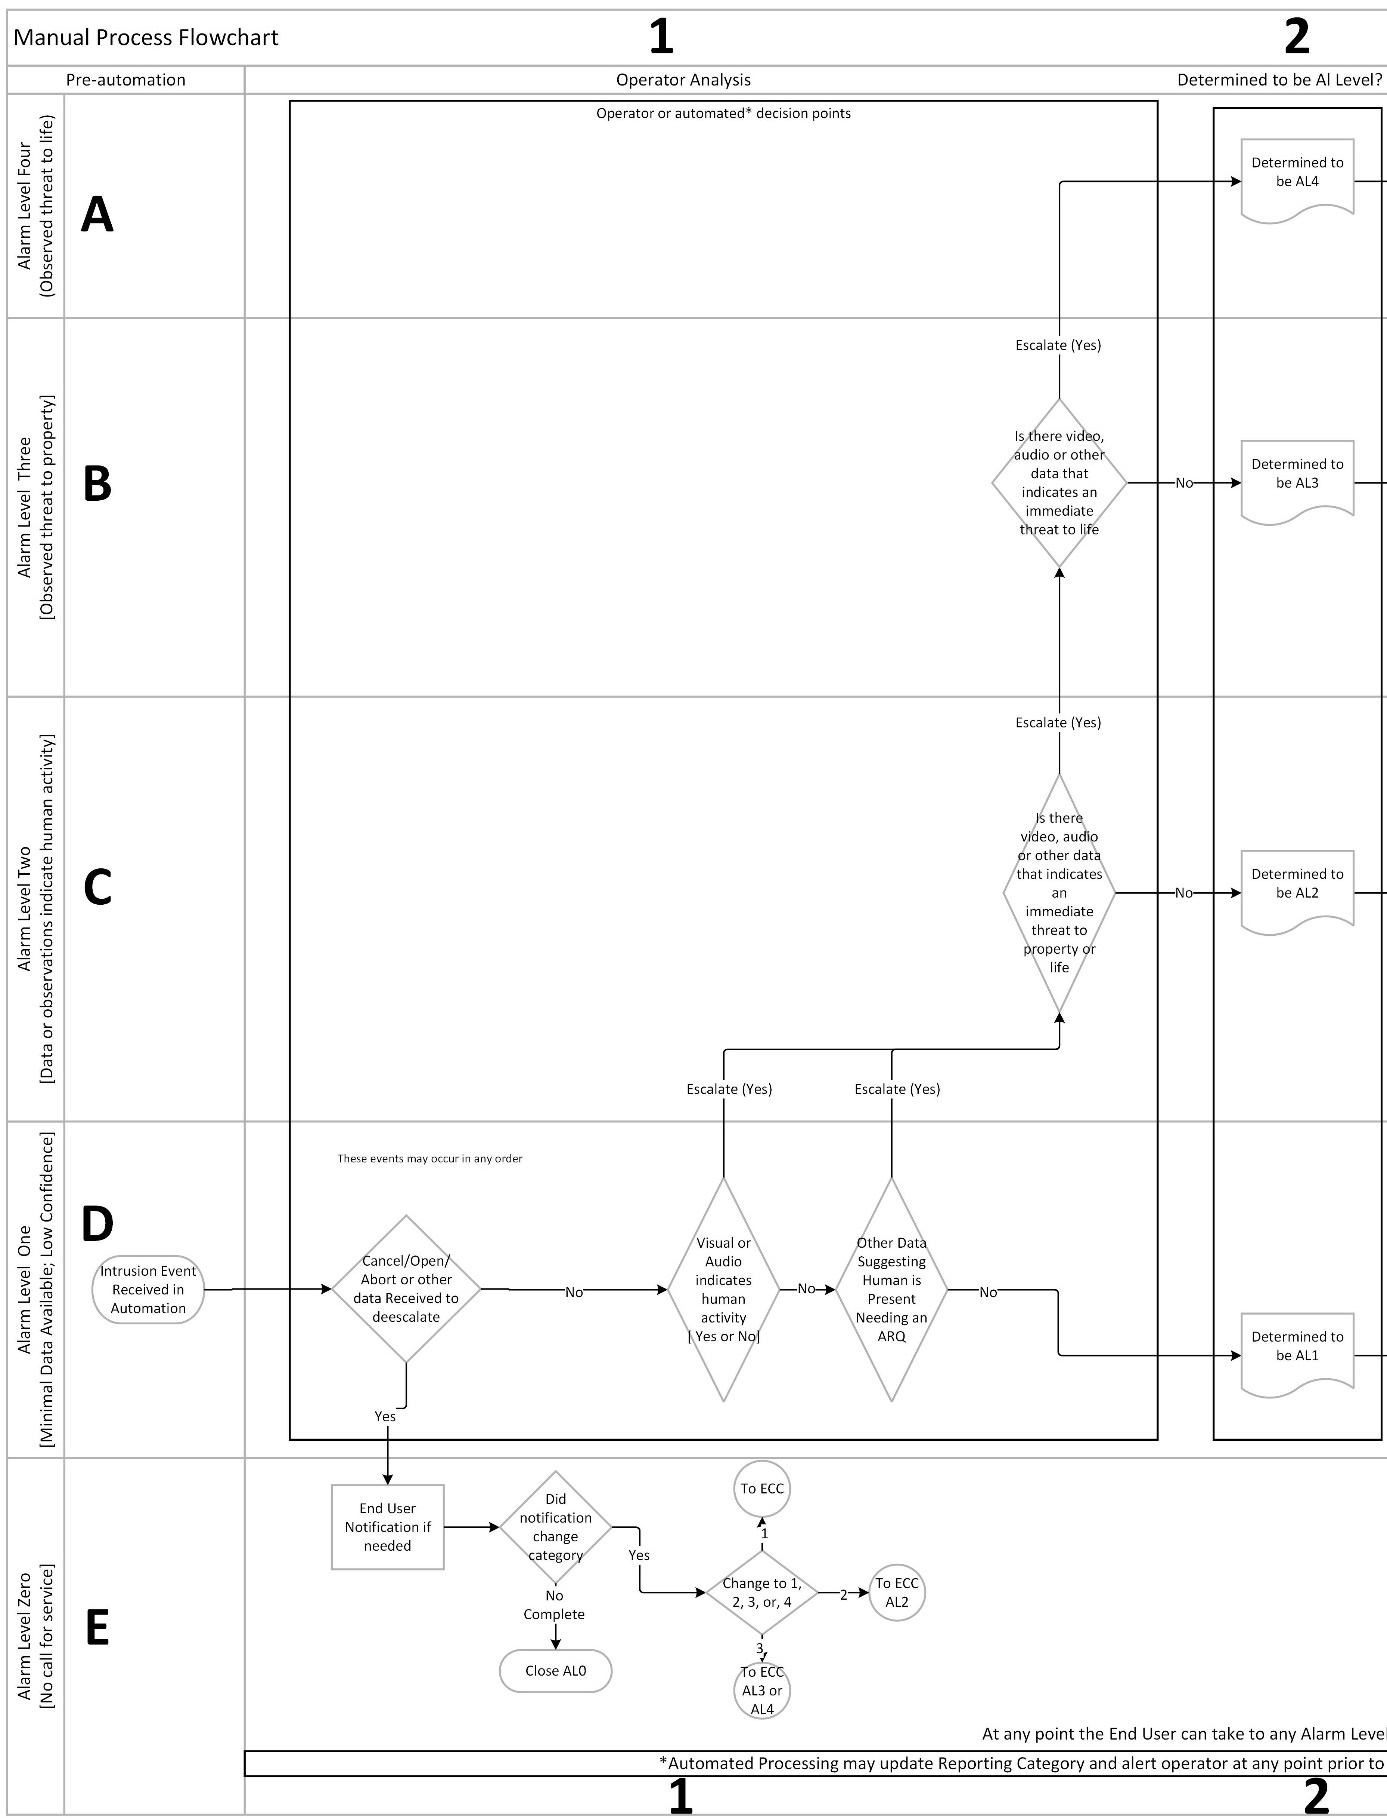 Manual Process Flowchart
1
2
Pre-automation
Operator Analysis
Determined to be Al Level?
Alarm Level Four
(Observed threat to life)
A
Operator or automated* decision points
Determined to
be AL4
Escalate (Yes)
Alarm Level  Three
[Observed threat to property]
B
Is there video,
audio or other
data that
indicates an
immediate
threat to life
No
Determined to
be AL3
Escalate (Yes)
Alarm Level Two
[Data or observations indicate human activity]
C
Is there
video, audio
or other data
that indicates
an
immediate
threat to
property or
life
No
Determined to
be AL2
Escalate (Yes)
Escalate (Yes)
Alarm Level  One
[Minimal Data Available; Low Confidence]
D
These events may occur in any order
Intrusion Event
Received in
Automation
Cancel/Open/
Abort or other
data Received to
deescalate
No
Visual or
Audio
indicates
human
activity
[ Yes or No]
No
Other Data
Suggesting
Human is
Present
Needing an
ARQ
No
Determined to
be AL1
Yes
Alarm Level Zero
[No call for service]
E
End User
Notification if
needed
Did
notification
change
category
Yes
No
Complete
Close AL0
To ECC
1
Change to 1,
2, 3, or, 4
2
To ECC
AL2
3
To ECC
AL3 or
AL4
At any point the End User can take to any Alarm Level
*Automated Processing may update Reporting Category and alert operator at any point prior to
1
2